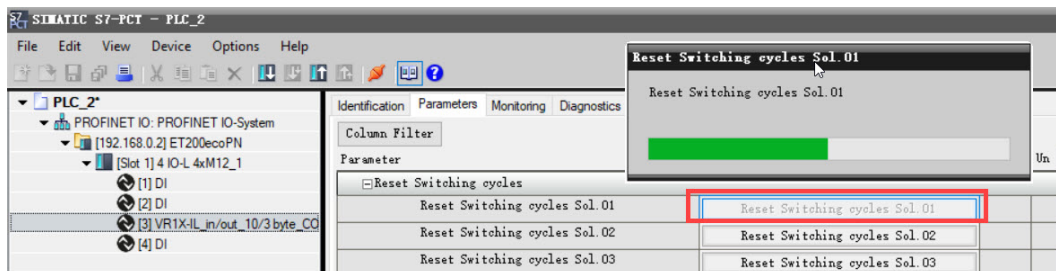 SIMATIC S7-PCT - PLC_2
File Edit View Device Options Help
PLC_2*
PROFINET IO: PROFINET IO-System
[192.168.0.2] ET200ecoPN
[Slot 1] 4 IO-L 4xM12_1
[1] DI
[2] DI
[3] VR1X-IL_in/out_10/3 byte_CO
[4] DI
Identification Parameters Monitoring Diagnostics
Column Filter
Parameter
Un
Reset Switching cycles
Reset Switching cycles Sol.01
Reset Switching cycles Sol.01
Reset Switching cycles Sol.02
Reset Switching cycles Sol.02
Reset Switching cycles Sol.03
Reset Switching cycles Sol.03
Reset Switching cycles Sol.01
Reset Switching cycles Sol.01